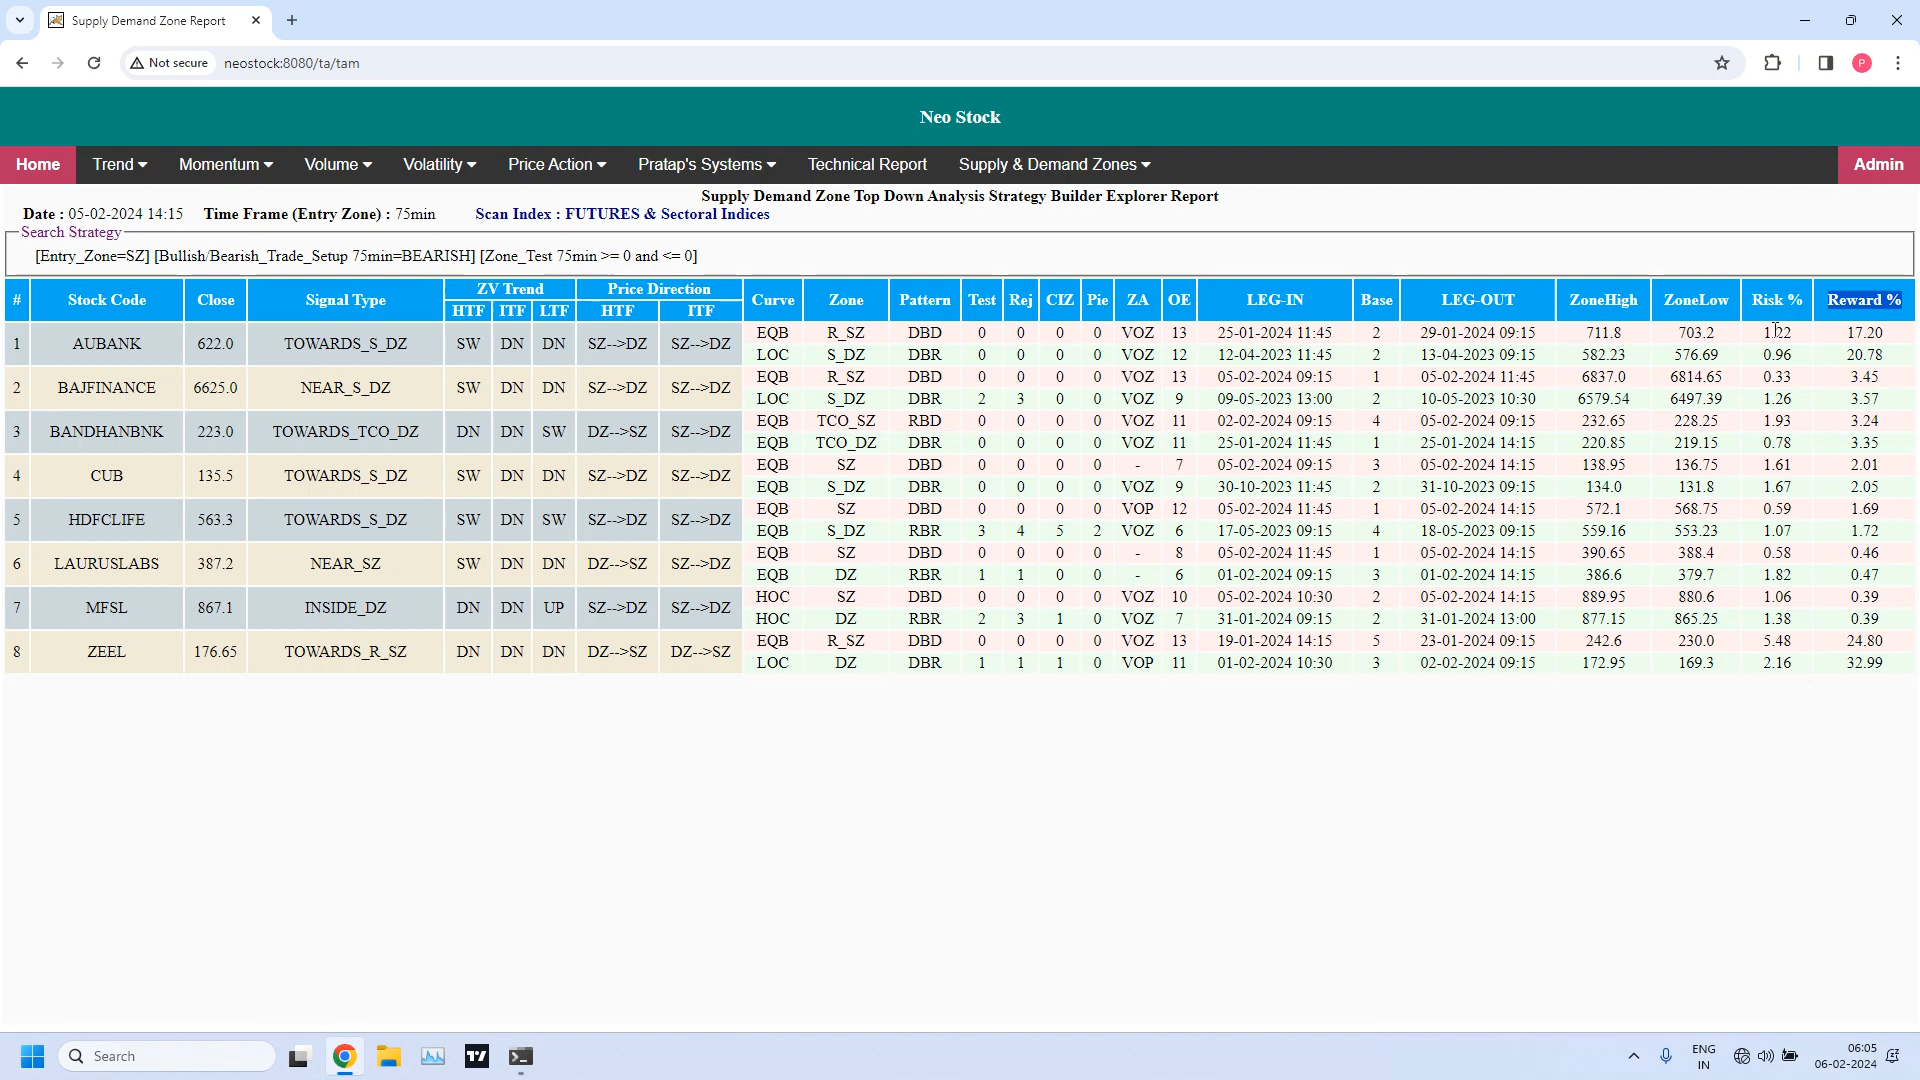 Supply Demand Zone Report
Not secure
neostock:8080/ta/tam
P
Neo Stock
Home Trend Momentum Volume Volatility Price Action Pratap's Systems Technical Report Supply & Demand Zones Admin
Supply Demand Zone Top Down Analysis Strategy Builder Explorer Report
Date : 05-02-2024 14:15 Time Frame (Entry Zone) : 75min Scan Index : FUTURES & Sectoral Indices
Search Strategy
[Entry_Zone=SZ] [Bullish/Bearish_Trade_Setup 75min=BEARISH] [Zone_Test 75min >= 0 and <= 0]
# Stock Code Close Signal Type ZV Trend Price Direction Curve Zone Pattern Test Rej CIZ Pie ZA OE LEG-IN Base LEG-OUT ZoneHigh ZoneLow Risk % Reward %
HTF ITF LTF HTF ITF
1 AUBANK 622.0 TOWARDS_S_DZ SW DN DN SZ-->DZ SZ-->DZ EQB R_SZ DBD 0 0 0 0 VOZ 13 25-01-2024 11:45 2 29-01-2024 09:15 711.8 703.2 1.22 17.20
LOC S_DZ DBR 0 0 0 0 VOZ 12 12-04-2023 11:45 2 13-04-2023 09:15 582.23 576.69 0.96 20.78
2 BAJFINANCE 6625.0 NEAR_S_DZ SW DN DN SZ-->DZ SZ-->DZ EQB R_SZ DBD 0 0 0 0 VOZ 13 05-02-2024 09:15 1 05-02-2024 11:45 6837.0 6814.65 0.33 3.45
LOC S_DZ DBR 2 3 0 0 VOZ 9 09-05-2023 13:00 2 10-05-2023 10:30 6579.54 6497.39 1.26 3.57
3 BANDHANBNK 223.0 TOWARDS_TCO_DZ DN DN SW DZ-->SZ SZ-->DZ EQB TCO_SZ RBD 0 0 0 0 VOZ 11 02-02-2024 09:15 4 05-02-2024 09:15 232.65 228.25 1.93 3.24
EQB TCO_DZ DBR 0 0 0 0 VOZ 11 25-01-2024 11:45 1 25-01-2024 14:15 220.85 219.15 0.78 3.35
4 CUB 135.5 TOWARDS_S_DZ SW DN DN SZ-->DZ SZ-->DZ EQB SZ DBD 0 0 0 0 - 7 05-02-2024 09:15 3 05-02-2024 14:15 138.95 136.75 1.61 2.01
EQB S_DZ DBR 0 0 0 0 VOZ 9 30-10-2023 11:45 2 31-10-2023 09:15 134.0 131.8 1.67 2.05
5 HDFCLIFE 563.3 TOWARDS_S_DZ SW DN SW SZ-->DZ SZ-->DZ EQB SZ DBD 0 0 0 0 VOP 12 05-02-2024 11:45 1 05-02-2024 14:15 572.1 568.75 0.59 1.69
EQB S_DZ RBR 3 4 5 2 VOZ 6 17-05-2023 09:15 4 18-05-2023 09:15 559.16 553.23 1.07 1.72
6 LAURUSLABS 387.2 NEAR_SZ SW DN DN DZ-->SZ SZ-->DZ EQB SZ DBD 0 0 0 0 - 8 05-02-2024 11:45 1 05-02-2024 14:15 390.65 388.4 0.58 0.46
EQB DZ RBR 1 1 0 0 - 6 01-02-2024 09:15 3 01-02-2024 14:15 386.6 379.7 1.82 0.47
7 MFSL 867.1 INSIDE_DZ DN DN UP SZ-->DZ SZ-->DZ HOC SZ DBD 0 0 0 0 VOZ 10 05-02-2024 10:30 2 05-02-2024 14:15 889.95 880.6 1.06 0.39
HOC DZ RBR 2 3 1 0 VOZ 7 31-01-2024 09:15 2 31-01-2024 13:00 877.15 865.25 1.38 0.39
8 ZEEL 176.65 TOWARDS_R_SZ DN DN DN DZ-->SZ DZ-->SZ EQB R_SZ DBD 0 0 0 0 VOZ 13 19-01-2024 14:15 5 23-01-2024 09:15 242.6 230.0 5.48 24.80
LOC DZ DBR 1 1 1 0 VOP 11 01-02-2024 10:30 3 02-02-2024 09:15 172.95 169.3 2.16 32.99
Search
ENG
IN
06:05
06-02-2024